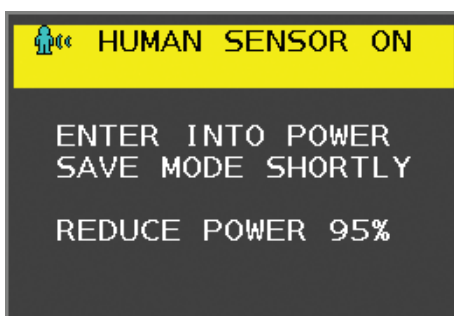 HUMAN SENSOR ON
ENTER INTO POWER
SAVE MODE SHORTLY
REDUCE POWER 95%